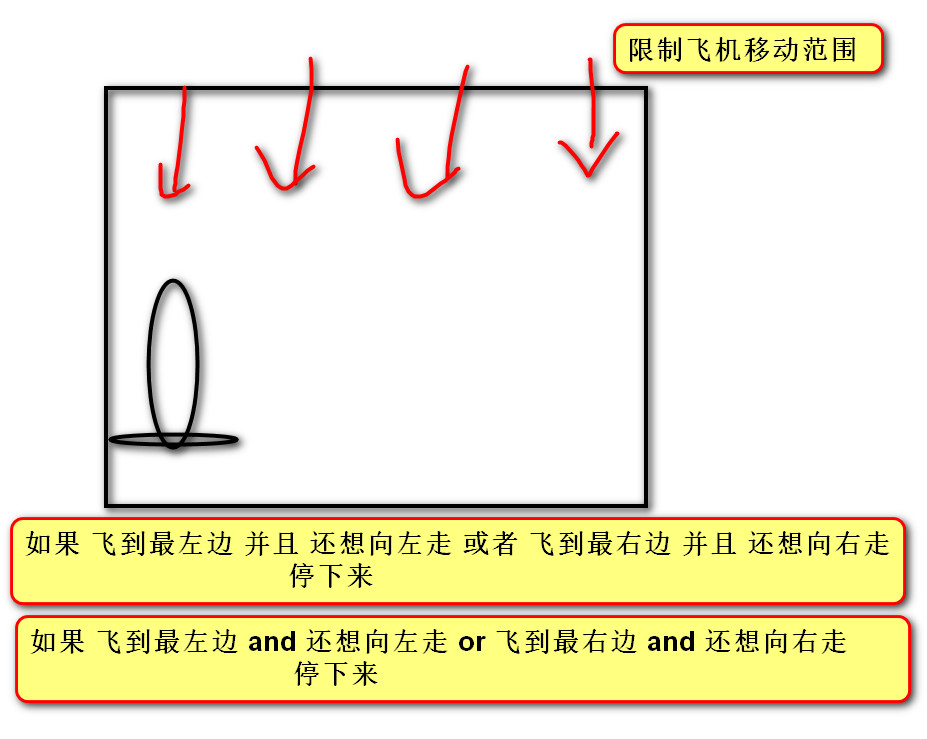 限制飞机移动范围
如果 飞到最左边 并且 还想向左走 或者 飞到最右边 并且 还想向右走
停下来
如果 飞到最左边 and 还想向左走 or 飞到最右边 and 还想向右走
停下来